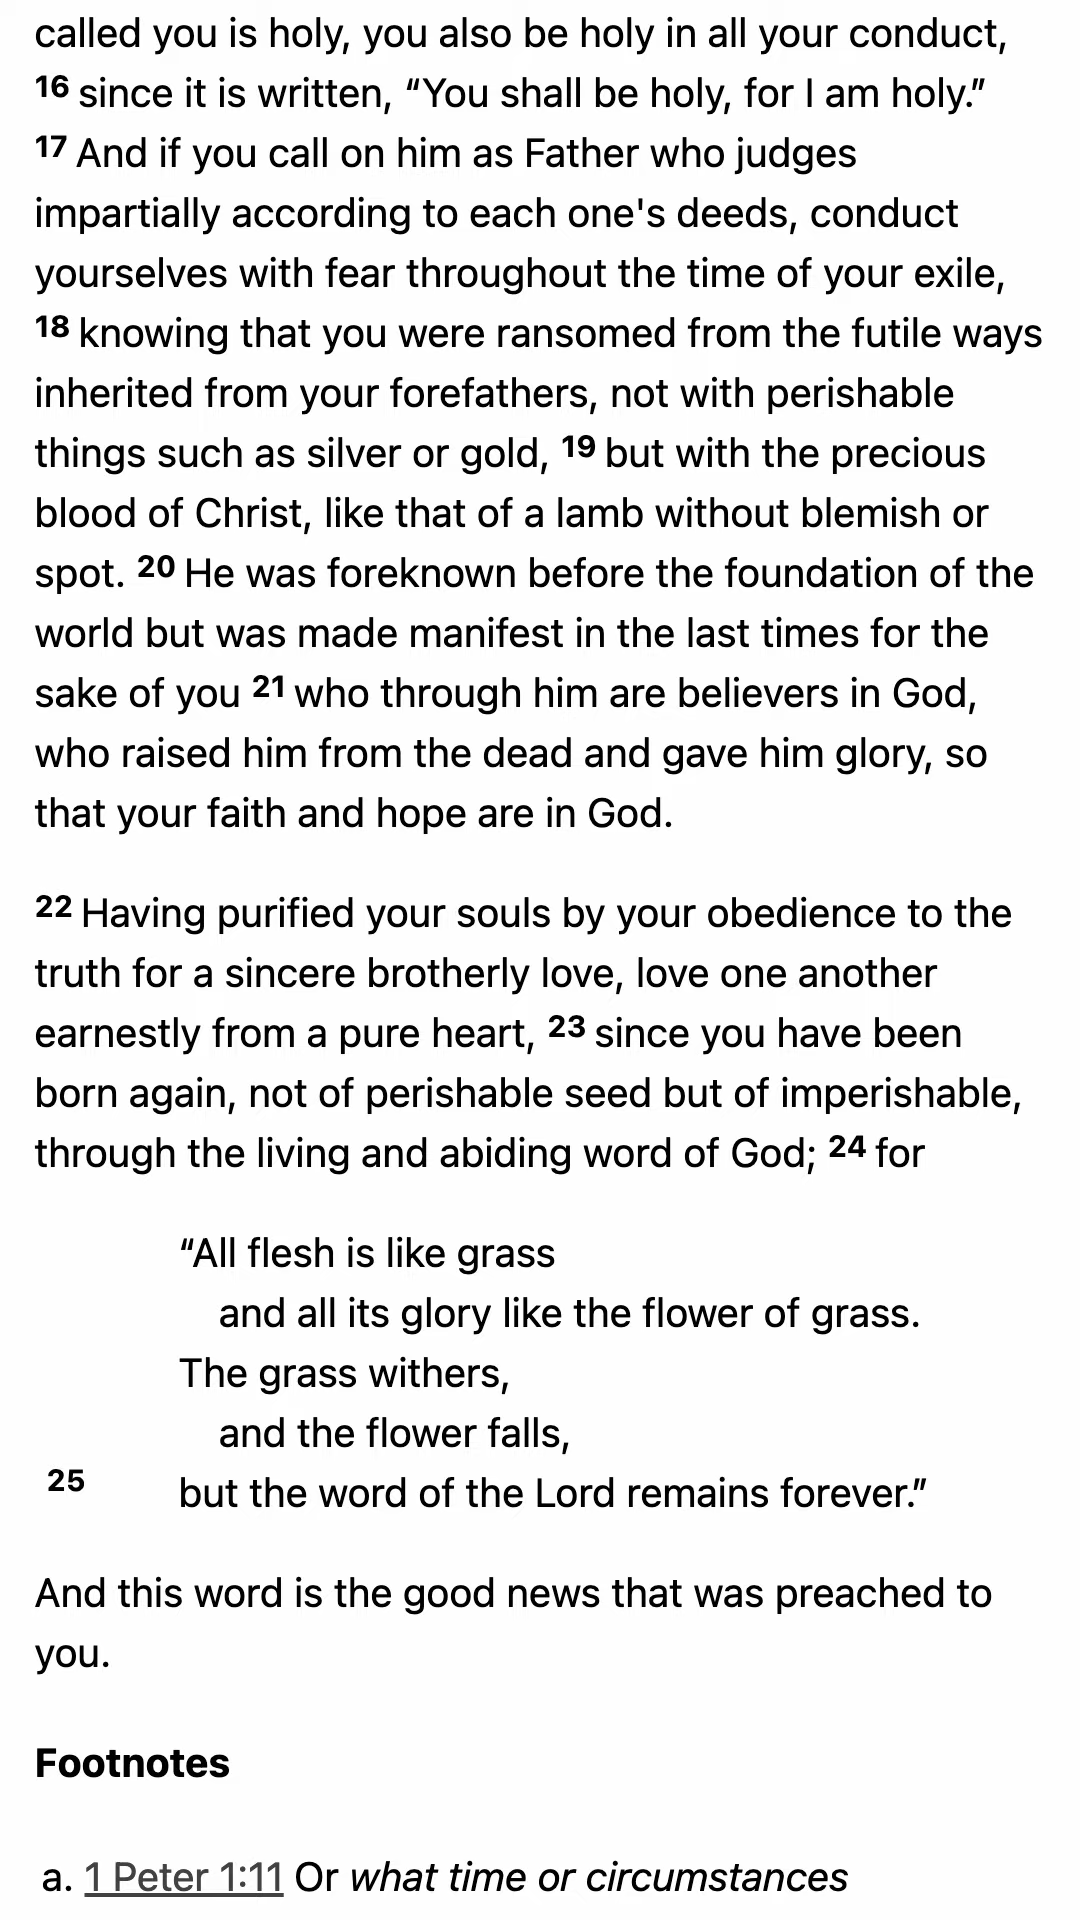 called you is holy, you also be holy in all your conduct,
16 since it is written, “You shall be holy, for I am holy.”
17 And if you call on him as Father who judges
impartially according to each one's deeds, conduct
yourselves with fear throughout the time of your exile,
18 knowing that you were ransomed from the futile ways
inherited from your forefathers, not with perishable
things such as silver or gold, 19 but with the precious
blood of Christ, like that of a lamb without blemish or
spot. 20 He was foreknown before the foundation of the
world but was made manifest in the last times for the
sake of you 21 who through him are believers in God,
who raised him from the dead and gave him glory, so
that your faith and hope are in God.
22 Having purified your souls by your obedience to the
truth for a sincere brotherly love, love one another
earnestly from a pure heart, 23 since you have been
born again, not of perishable seed but of imperishable,
through the living and abiding word of God; 24 for
“All flesh is like grass
and all its glory like the flower of grass.
The grass withers,
and the flower falls,
25 but the word of the Lord remains forever.”
And this word is the good news that was preached to
you.
Footnotes
a. 1 Peter 1:11 Or what time or circumstances